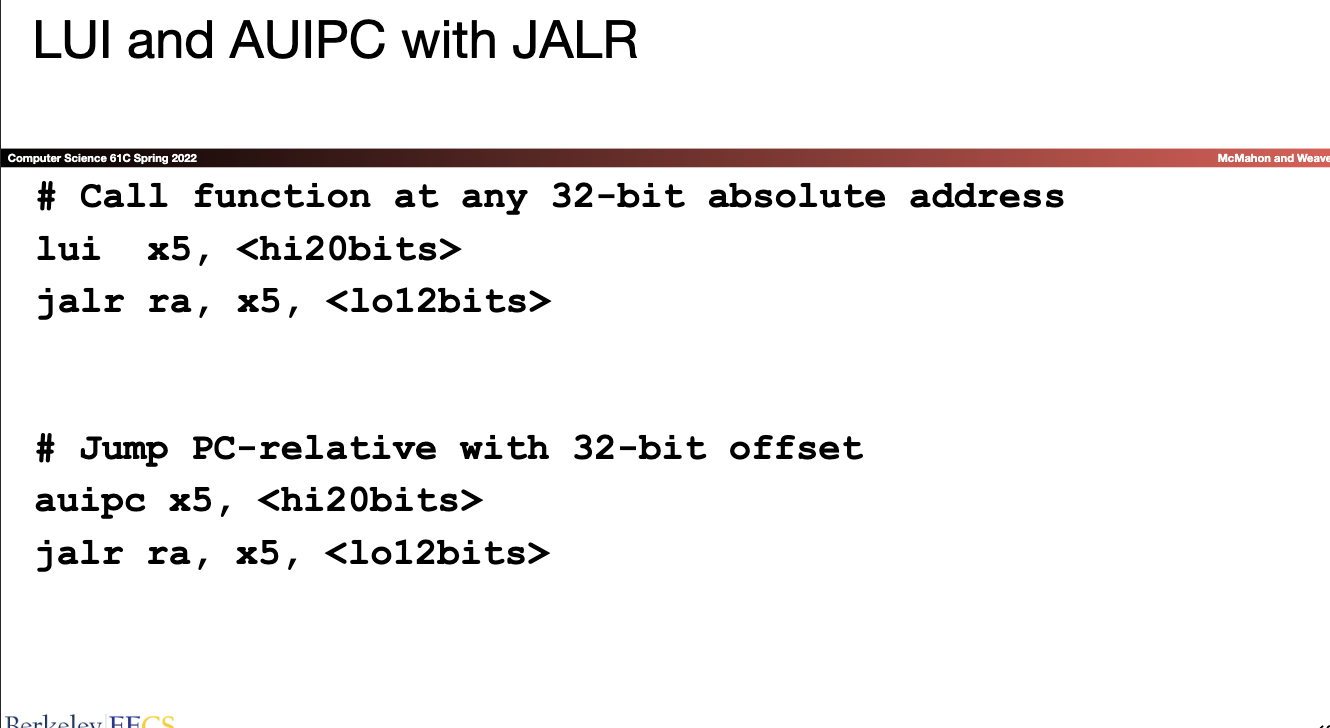 LUI and AUIPC with JALR
Computer Science 61C Spring 2022
McMahon and Weave
# Call function at any 32-bit absolute address
lui x5, <hi20bits>
jalr ra, x5, <lo12bits>
# Jump PC-relative with 32-bit offset
auipc x5, <hi20bits>
jalr ra, x5, <lo12bits>
Berkeley EECS